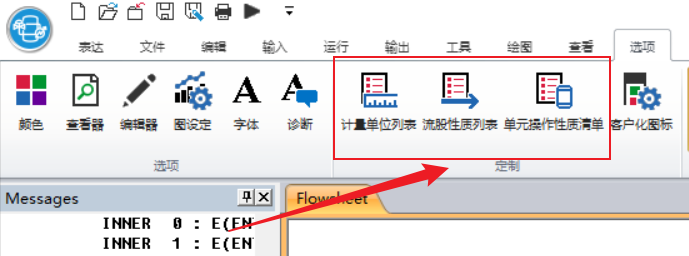 表达 文件 编辑 输入 运行 输出 工具 绘图 查看 选项
颜色 查看器 编辑器 图设定 字体 诊断 计量单位列表 流股性质列表 单元操作性质清单 客户化图标
选项 定制
Messages Flowsheet
INNER 0 : E(EN
INNER 1 : E(EN